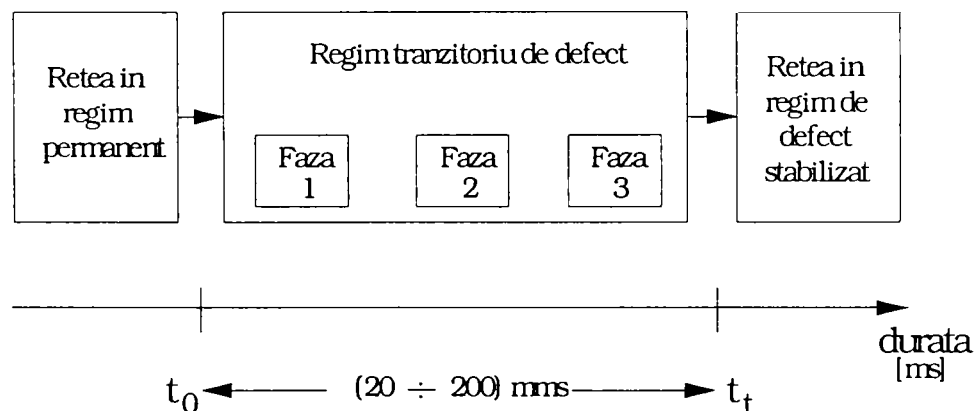 Retea in
regim
permanent
Regim tranzitoriu de defect
Faza
1
Faza
2
Faza
3
Retea in
regim de
defect
stabilizat
durata
[ms]
t0
(20 ÷ 200) mms
tt